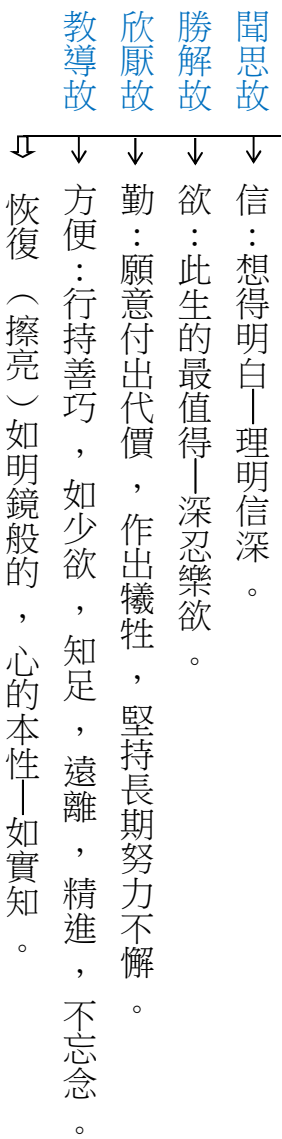 聞思故 信：想得明白—理明信深。
勝解故 欲：此生的最值得—深忍樂欲。
欣厭故 勤：願意付出代價，作出犧牲，堅持長期努力不懈。
教導故 方便：行持善巧，如少欲，知足，遠離，精進，不忘念。
恢復（擦亮）如明鏡般的，心的本性—如實知。